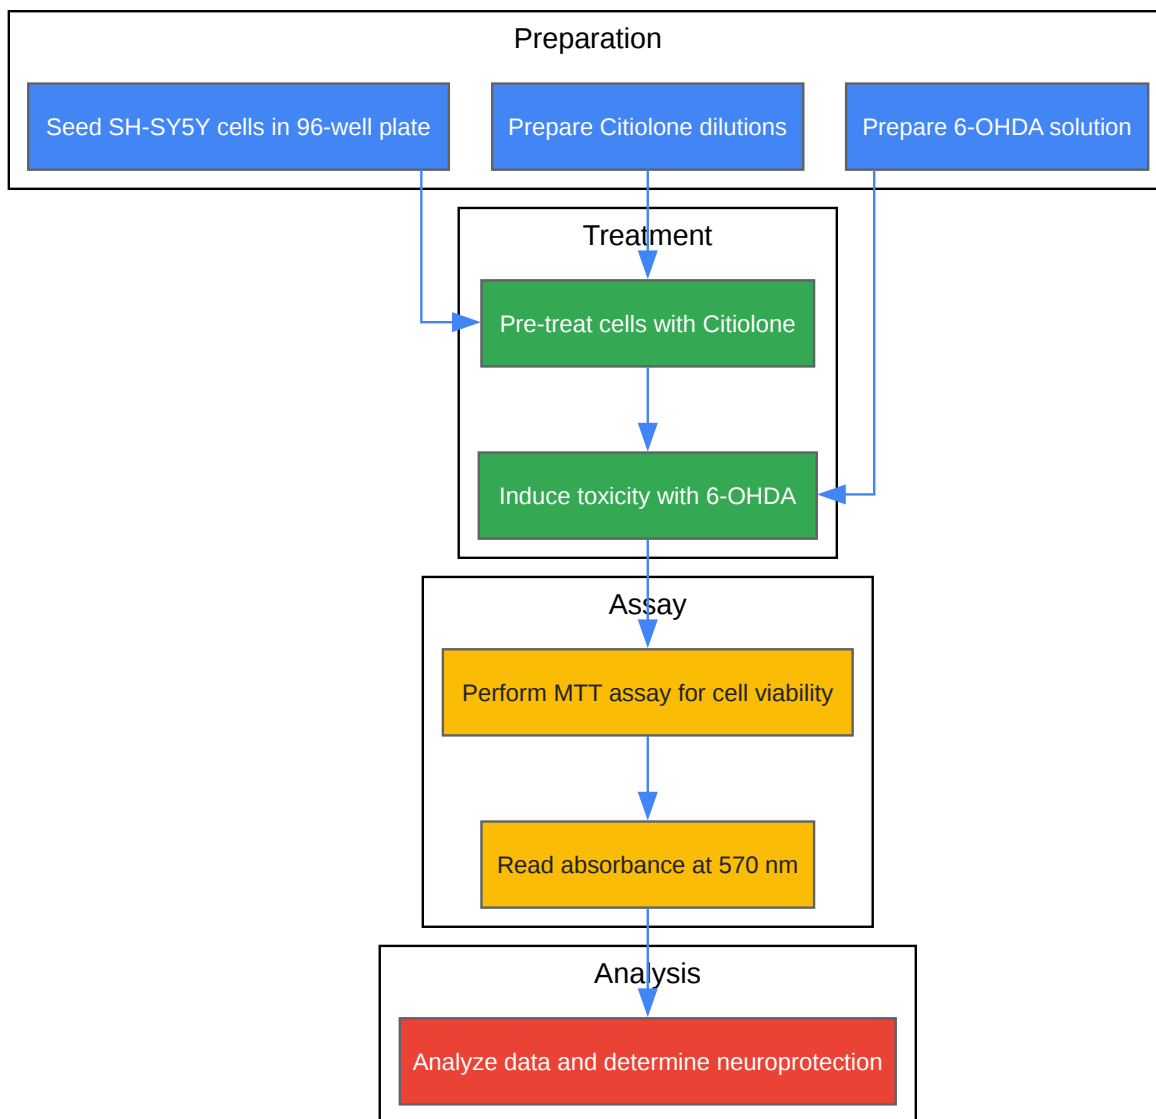 Preparation
Seed SH-SY5Y cells in 96-well plate
Prepare Citiolone dilutions
Prepare 6-OHDA solution
Treatment
Pre-treat cells with Citiolone
Induce toxicity with 6-OHDA
Assay
Perform MTT assay for cell viability
Read absorbance at 570 nm
Analysis
Analyze data and determine neuroprotection